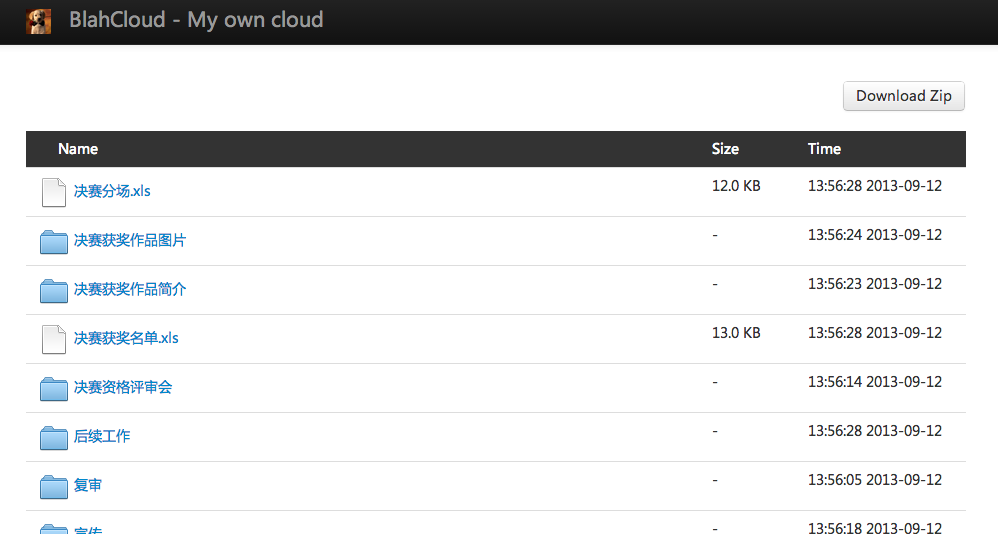 BlahCloud - My own cloud
Download Zip
Name Size Time
决赛分场.xls 12.0 KB 13:56:28 2013-09-12
决赛获奖作品图片 - 13:56:24 2013-09-12
决赛获奖作品简介 - 13:56:23 2013-09-12
决赛获奖名单.xls 13.0 KB 13:56:28 2013-09-12
决赛资格评审会 - 13:56:14 2013-09-12
后续工作 - 13:56:28 2013-09-12
复审 - 13:56:05 2013-09-12
宣传 - 13:56:18 2013-09-12